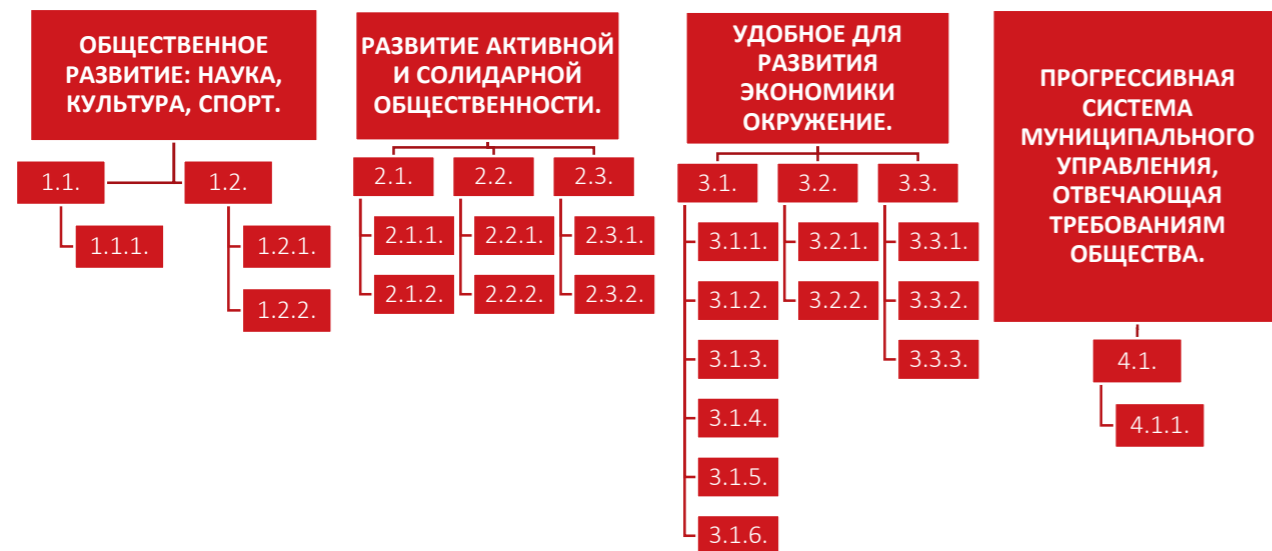 ОБЩЕСТВЕННОЕ
РАЗВИТИЕ: НАУКА,
КУЛЬТУРА, СПОРТ.
1.1.
1.2.
1.1.1.
1.2.1.
1.2.2.
РАЗВИТИЕ АКТИВНОЙ
И СОЛИДАРНОЙ
ОБЩЕСТВЕННОСТИ.
2.1.
2.2.
2.3.
2.1.1.
2.2.1.
2.3.1.
2.1.2.
2.2.2.
2.3.2.
УДОБНОЕ ДЛЯ
РАЗВИТИЯ
ЭКОНОМИКИ
ОКРУЖЕНИЕ.
3.1.
3.2.
3.3.
3.1.1.
3.2.1.
3.3.1.
3.1.2.
3.2.2.
3.3.2.
3.1.3.
3.3.3.
3.1.4.
3.1.5.
3.1.6.
ПРОГРЕССИВНАЯ
СИСТЕМА
МУНИЦИПАЛЬНОГО
УПРАВЛЕНИЯ,
ОТВЕЧАЮЩАЯ
ТРЕБОВАНИЯМ
ОБЩЕСТВА.
4.1.
4.1.1.